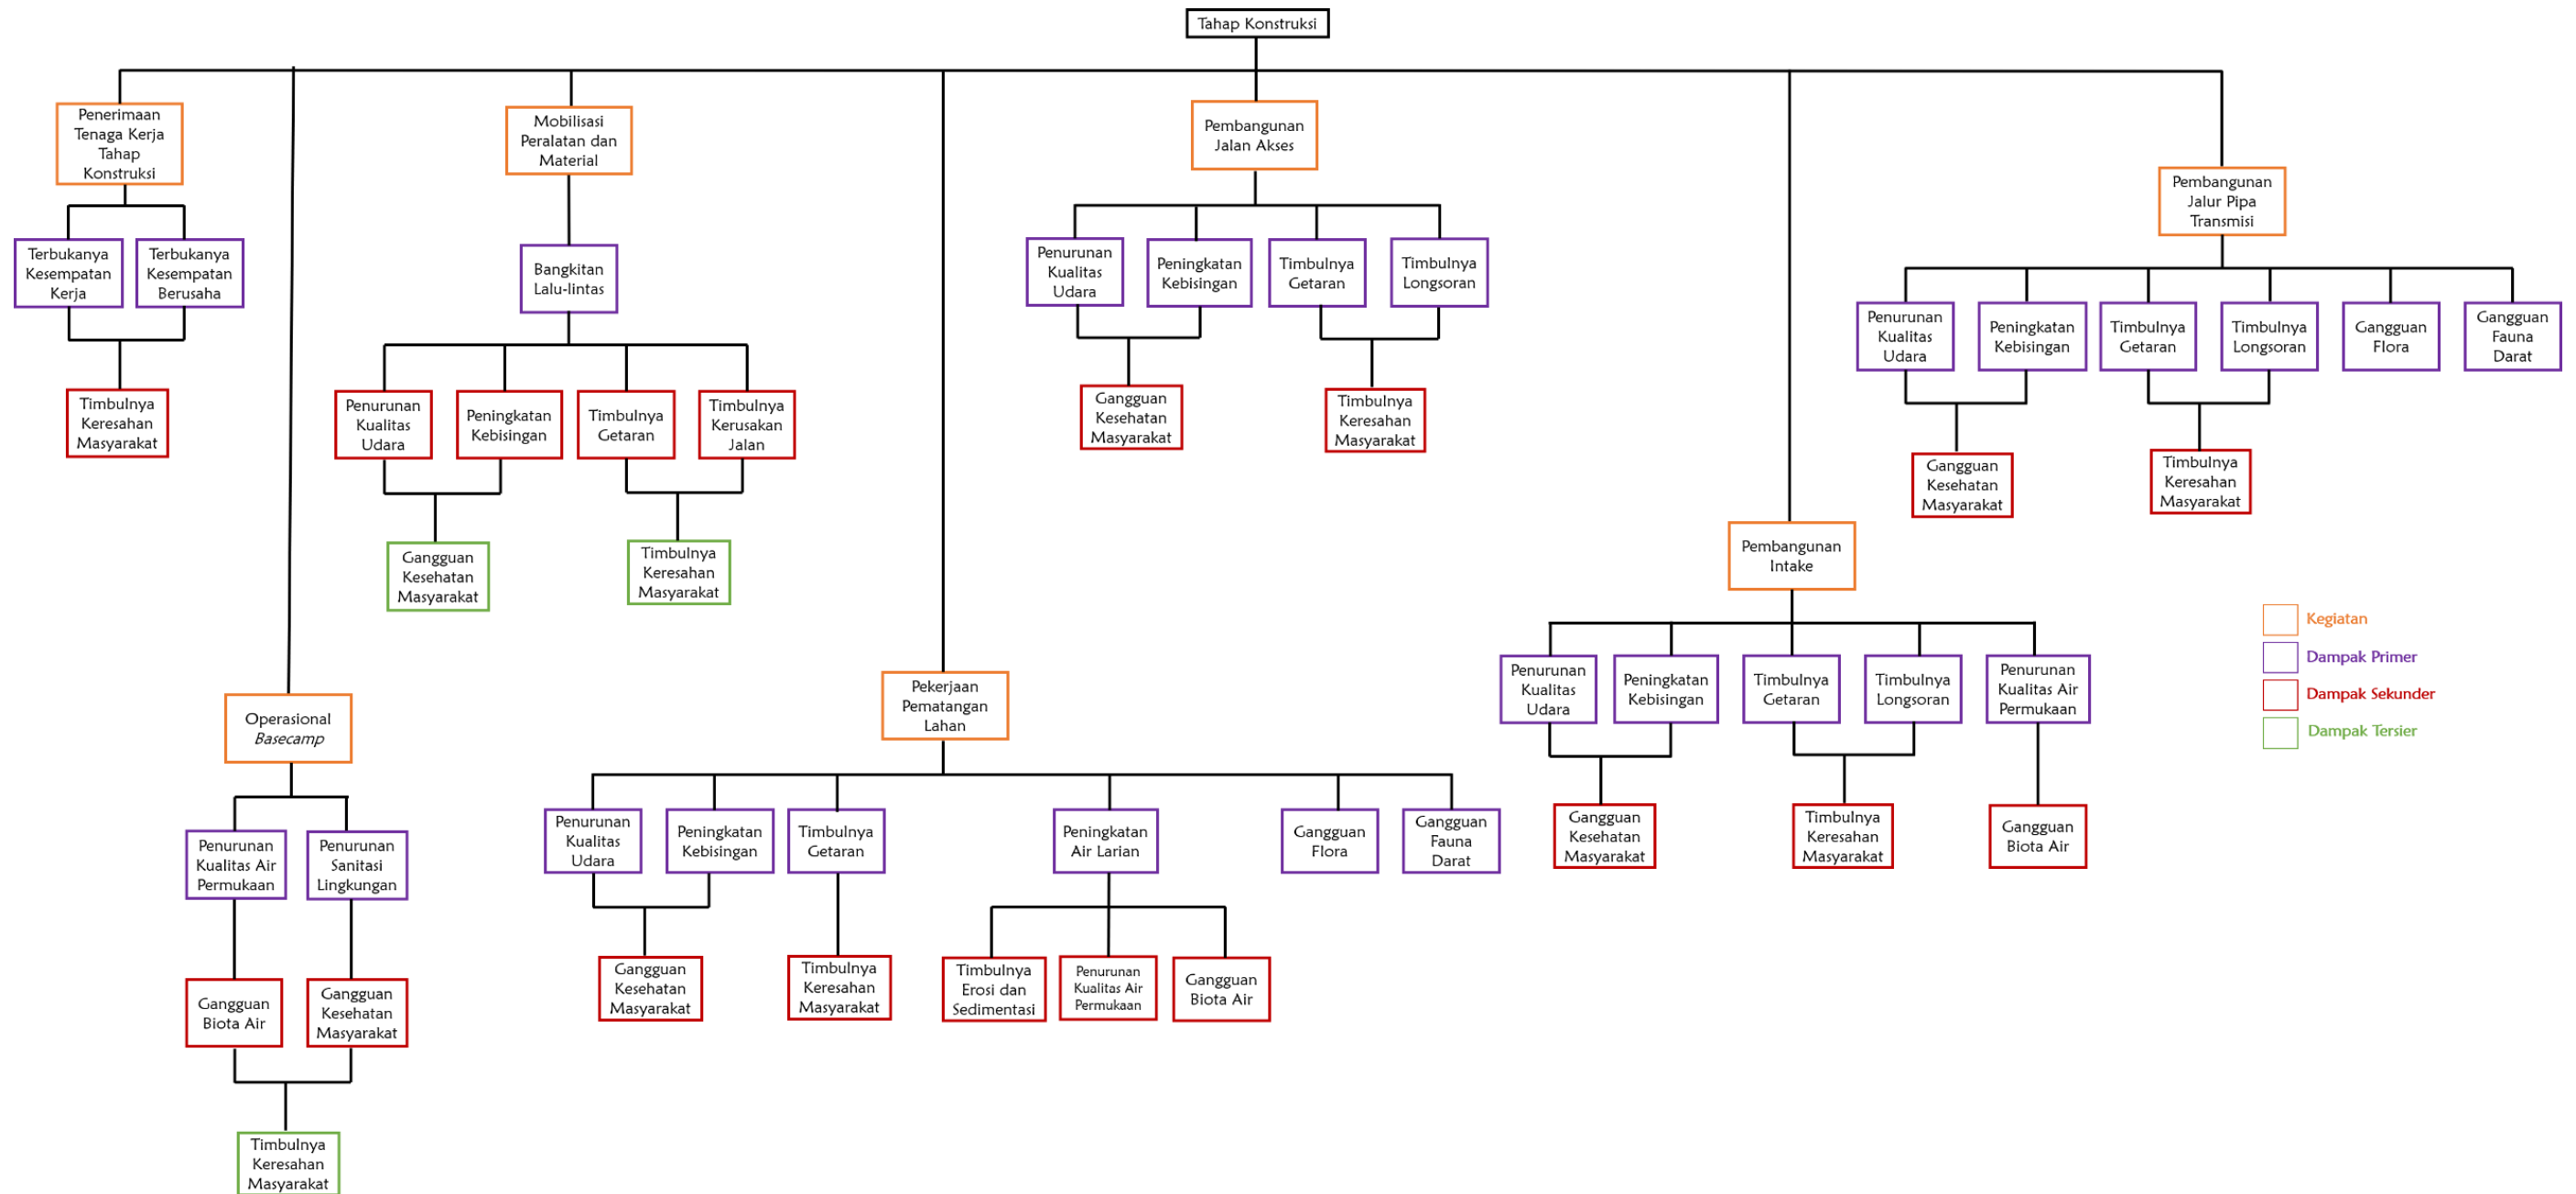 Tahap Konstruksi
Penerimaan
Tenaga Kerja
Tahap
Konstruksi
Terbukanya
Kesempatan
Kerja
Terbukanya
Kesempatan
Berusaha
Timbulnya
Keresahan
Masyarakat
Operasional
Basecamp
Penurunan
Kualitas Air
Permukaan
Penurunan
Sanitasi
Lingkungan
Gangguan
Biota Air
Gangguan
Kesehatan
Masyarakat
Timbulnya
Keresahan
Masyarakat
Mobilisasi
Peralatan dan
Material
Bangkitan
Lalu-lintas
Penurunan
Kualitas
Udara
Peningkatan
Kebisingan
Timbulnya
Getaran
Timbulnya
Kerusakan
Jalan
Gangguan
Kesehatan
Masyarakat
Timbulnya
Keresahan
Masyarakat
Pekerjaan
Pematangan
Lahan
Penurunan
Kualitas
Udara
Peningkatan
Kebisingan
Timbulnya
Getaran
Peningkatan
Air Larian
Gangguan
Flora
Gangguan
Fauna
Darat
Gangguan
Kesehatan
Masyarakat
Timbulnya
Keresahan
Masyarakat
Timbulnya
Erosi dan
Sedimentasi
Penurunan
Kualitas Air
Permukaan
Gangguan
Biota Air
Pembangunan
Jalan Akses
Penurunan
Kualitas
Udara
Peningkatan
Kebisingan
Timbulnya
Getaran
Timbulnya
Longsoran
Gangguan
Kesehatan
Masyarakat
Timbulnya
Keresahan
Masyarakat
Pembangunan
Intake
Penurunan
Kualitas
Udara
Peningkatan
Kebisingan
Timbulnya
Getaran
Timbulnya
Longsoran
Penurunan
Kualitas Air
Permukaan
Gangguan
Kesehatan
Masyarakat
Timbulnya
Keresahan
Masyarakat
Gangguan
Biota Air
Pembangunan
Jalur Pipa
Transmisi
Penurunan
Kualitas
Udara
Peningkatan
Kebisingan
Timbulnya
Getaran
Timbulnya
Longsoran
Gangguan
Flora
Gangguan
Fauna
Darat
Gangguan
Kesehatan
Masyarakat
Timbulnya
Keresahan
Masyarakat
Kegiatan
Dampak Primer
Dampak Sekunder
Dampak Tersier